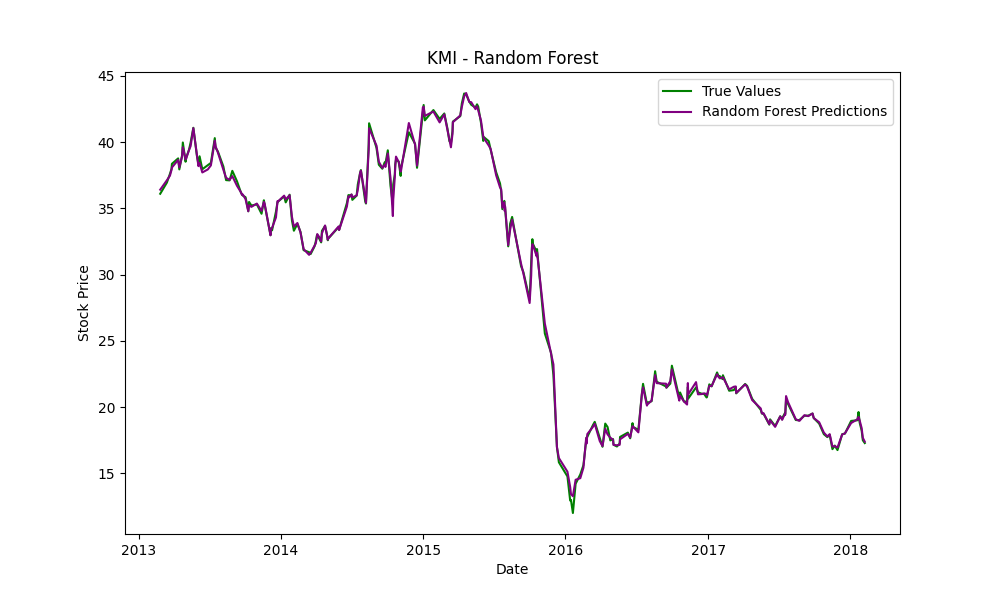 KMI - Random Forest
True Values
Random Forest Predictions
Stock Price
45
40
35
30
25
20
15
2013
2014
2015
2016
2017
2018
Date